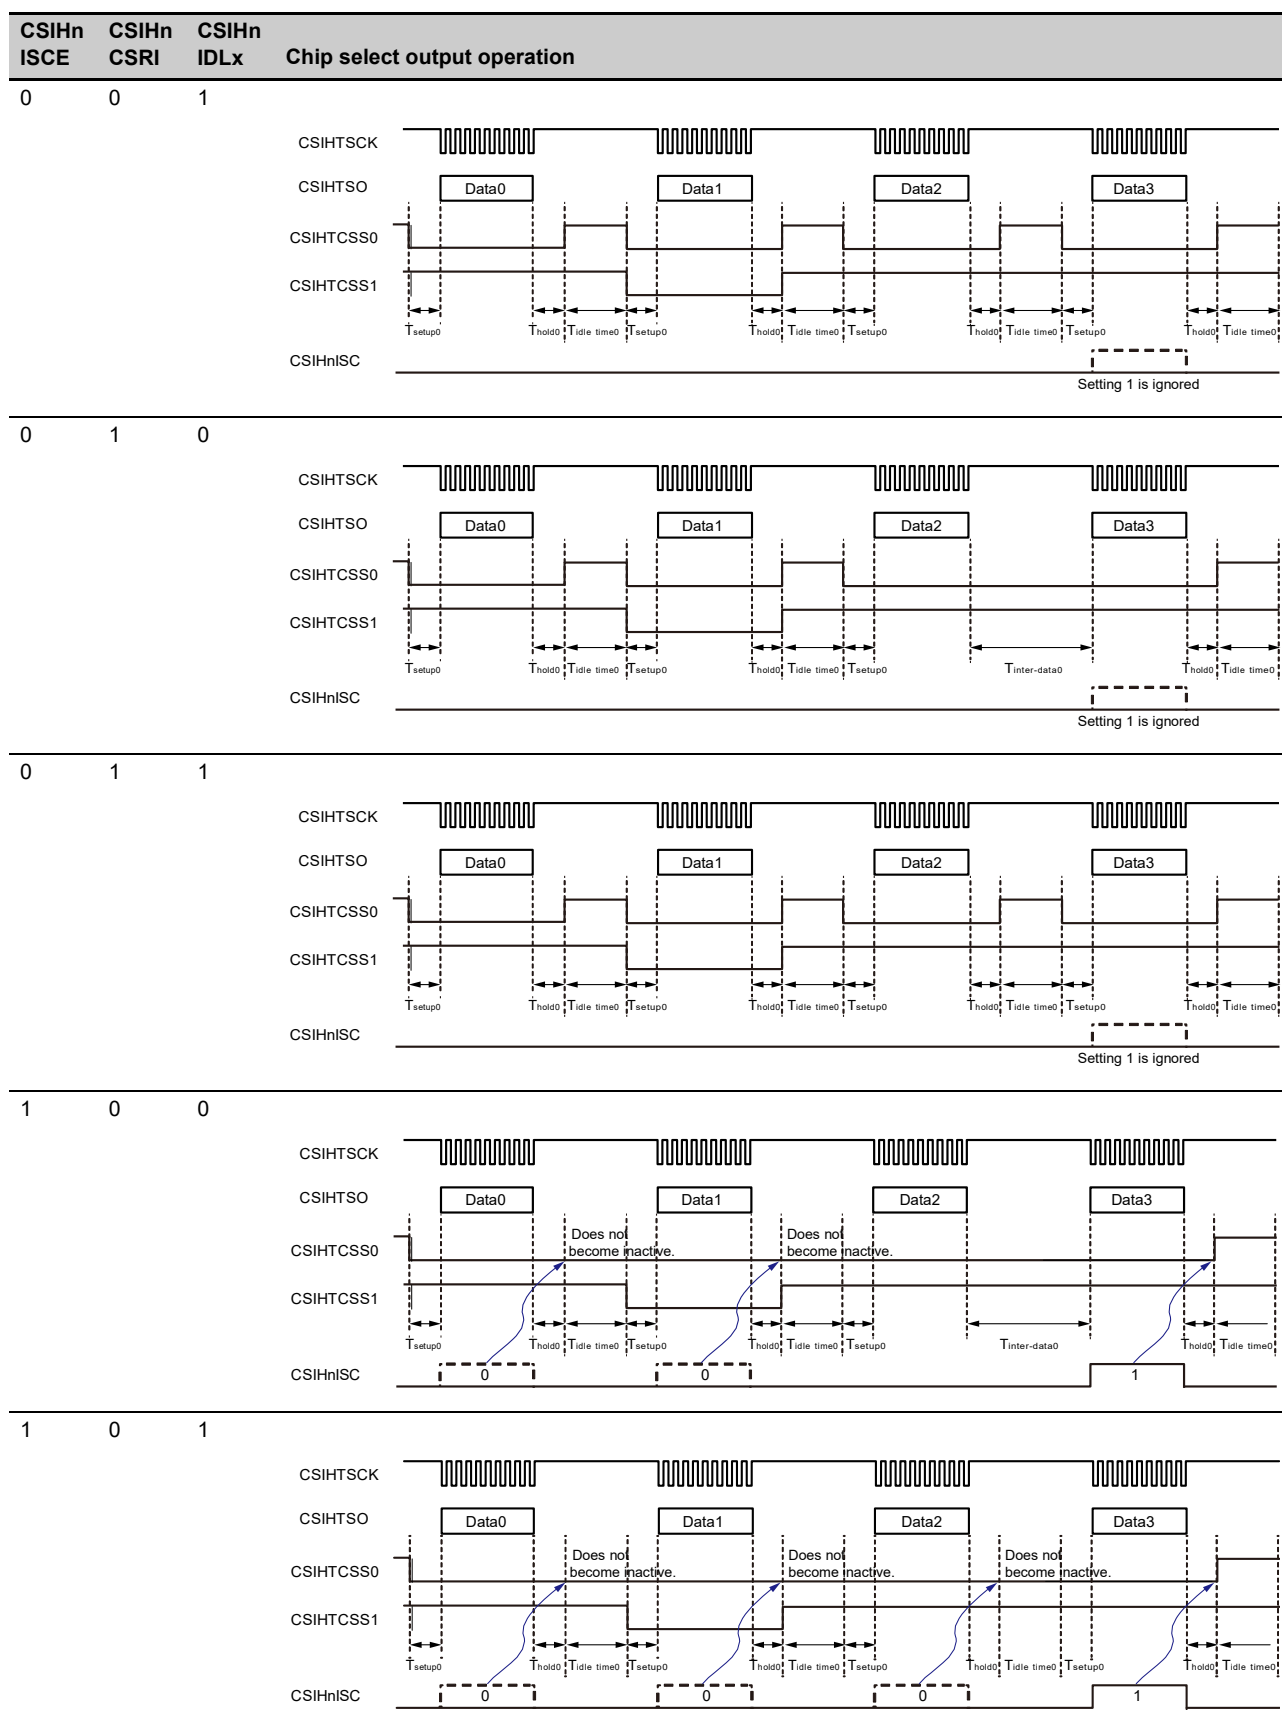 CSIHn CSIHn CSIHn
ISCE CSRI IDLx Chip select output operation
0 0 1
CSIHTSCK
CSIHTSO Data0 Data1 Data2 Data3
CSIHTCSS0
CSIHTCSS1
Tsetup0 Thold0 Tidle time0 Tsetup0 Thold0 Tidle time0 Tsetup0 Thold0 Tidle time0 Tsetup0 Thold0 Tidle time0
CSIHnISC
Setting 1 is ignored
0 1 0
CSIHTSCK
CSIHTSO Data0 Data1 Data2 Data3
CSIHTCSS0
CSIHTCSS1
Tsetup0 Thold0 Tidle time0 Tsetup0 Thold0 Tidle time0 Tsetup0 Tinter-data0 Thold0 Tidle time0
CSIHnISC
Setting 1 is ignored
0 1 1
CSIHTSCK
CSIHTSO Data0 Data1 Data2 Data3
CSIHTCSS0
CSIHTCSS1
Tsetup0 Thold0 Tidle time0 Tsetup0 Thold0 Tidle time0 Tsetup0 Thold0 Tidle time0 Tsetup0 Thold0 Tidle time0
CSIHnISC
Setting 1 is ignored
1 0 0
CSIHTSCK
CSIHTSO Data0 Data1 Data2 Data3
Does not Does not
CSIHTCSS0 become inactive. become inactive.
CSIHTCSS1
Tsetup0 Thold0 Tidle time0 Tsetup0 Thold0 Tidle time0 Tsetup0 Tinter-data0 Thold0 Tidle time0
CSIHnISC 0 0 1
1 0 1
CSIHTSCK
CSIHTSO Data0 Data1 Data2 Data3
Does not Does not Does not
CSIHTCSS0 become inactive. become inactive. become inactive.
CSIHTCSS1
Tsetup0 Thold0 Tidle time0 Tsetup0 Thold0 Tidle time0 Tsetup0 Thold0 Tidle time0 Tsetup0 Thold0 Tidle time0
CSIHnISC 0 0 0 1